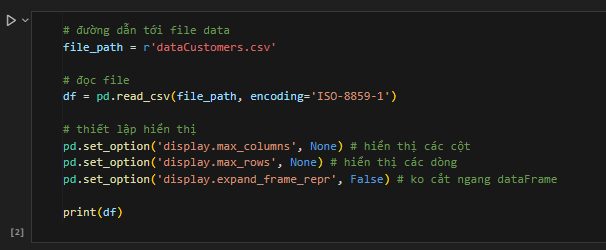 # đường dẫn tới file data
file_path = r'dataCustomers.csv'
# đọc file
df = pd.read_csv(file_path, encoding='ISO-8859-1')
# thiết lập hiển thị
pd.set_option('display.max_columns', None) # hiển thị các cột
pd.set_option('display.max_rows', None) # hiển thị các dòng
pd.set_option('display.expand_frame_repr', False) # ko cắt ngang dataFrame
print(df)
[2]